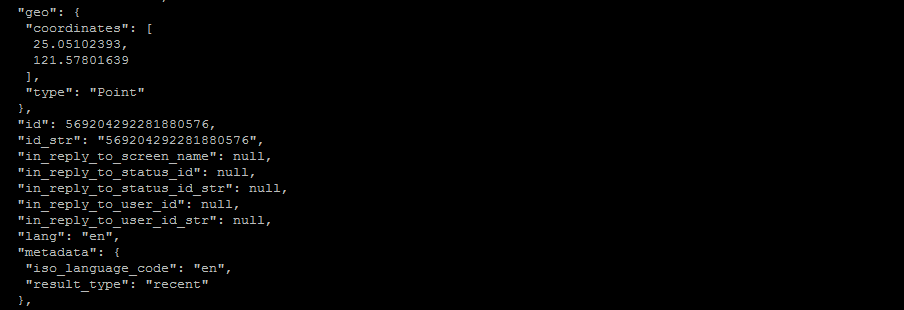 "geo": {
"coordinates": [
25.05102393,
121.57801639
],
"type": "Point"
},
"id": 569204292281880576,
"id_str": "569204292281880576",
"in_reply_to_screen_name": null,
"in_reply_to_status_id": null,
"in_reply_to_status_id_str": null,
"in_reply_to_user_id": null,
"in_reply_to_user_id_str": null,
"lang": "en",
"metadata": {
"iso_language_code": "en",
"result_type": "recent"
},